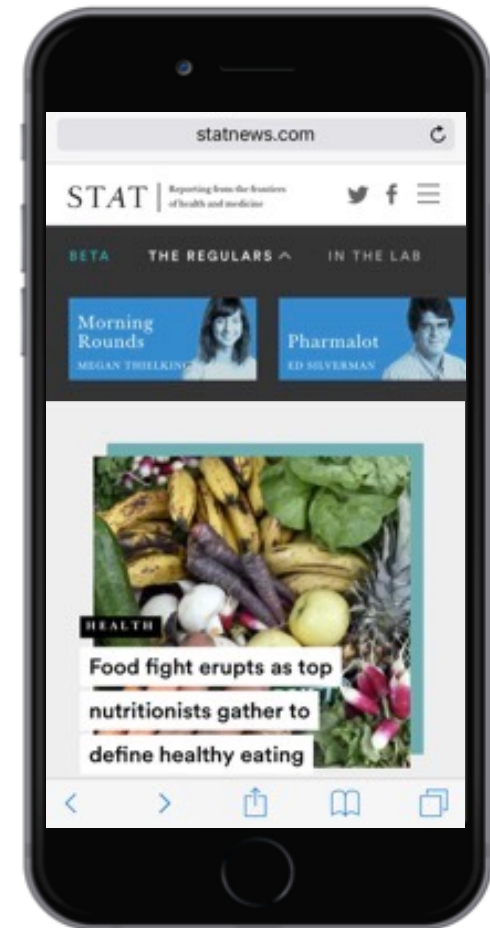 statnews.com
STAT
Reporting from the frontiers
of health and medicine
BETA THE REGULARS IN THE LAB
Morning
Rounds
MEGAN THIELKING
Pharmalot
ED SILVERMAN
HEALTH
Food fight erupts as top
nutritionists gather to
define healthy eating